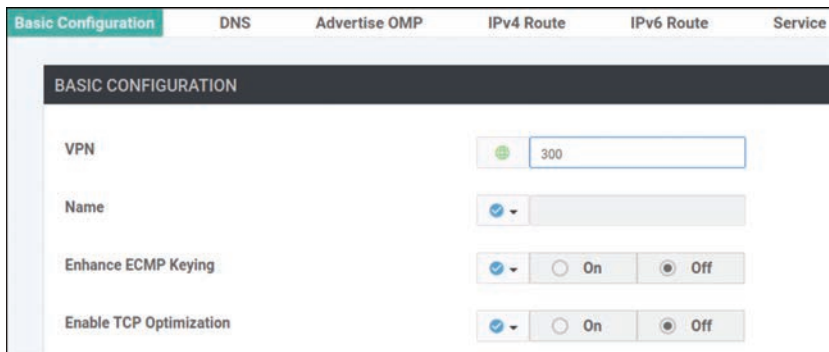 Basic Configuration DNS Advertise OMP IPv4 Route IPv6 Route Service
BASIC CONFIGURATION
VPN 300
Name
Enhance ECMP Keying On Off
Enable TCP Optimization On Off